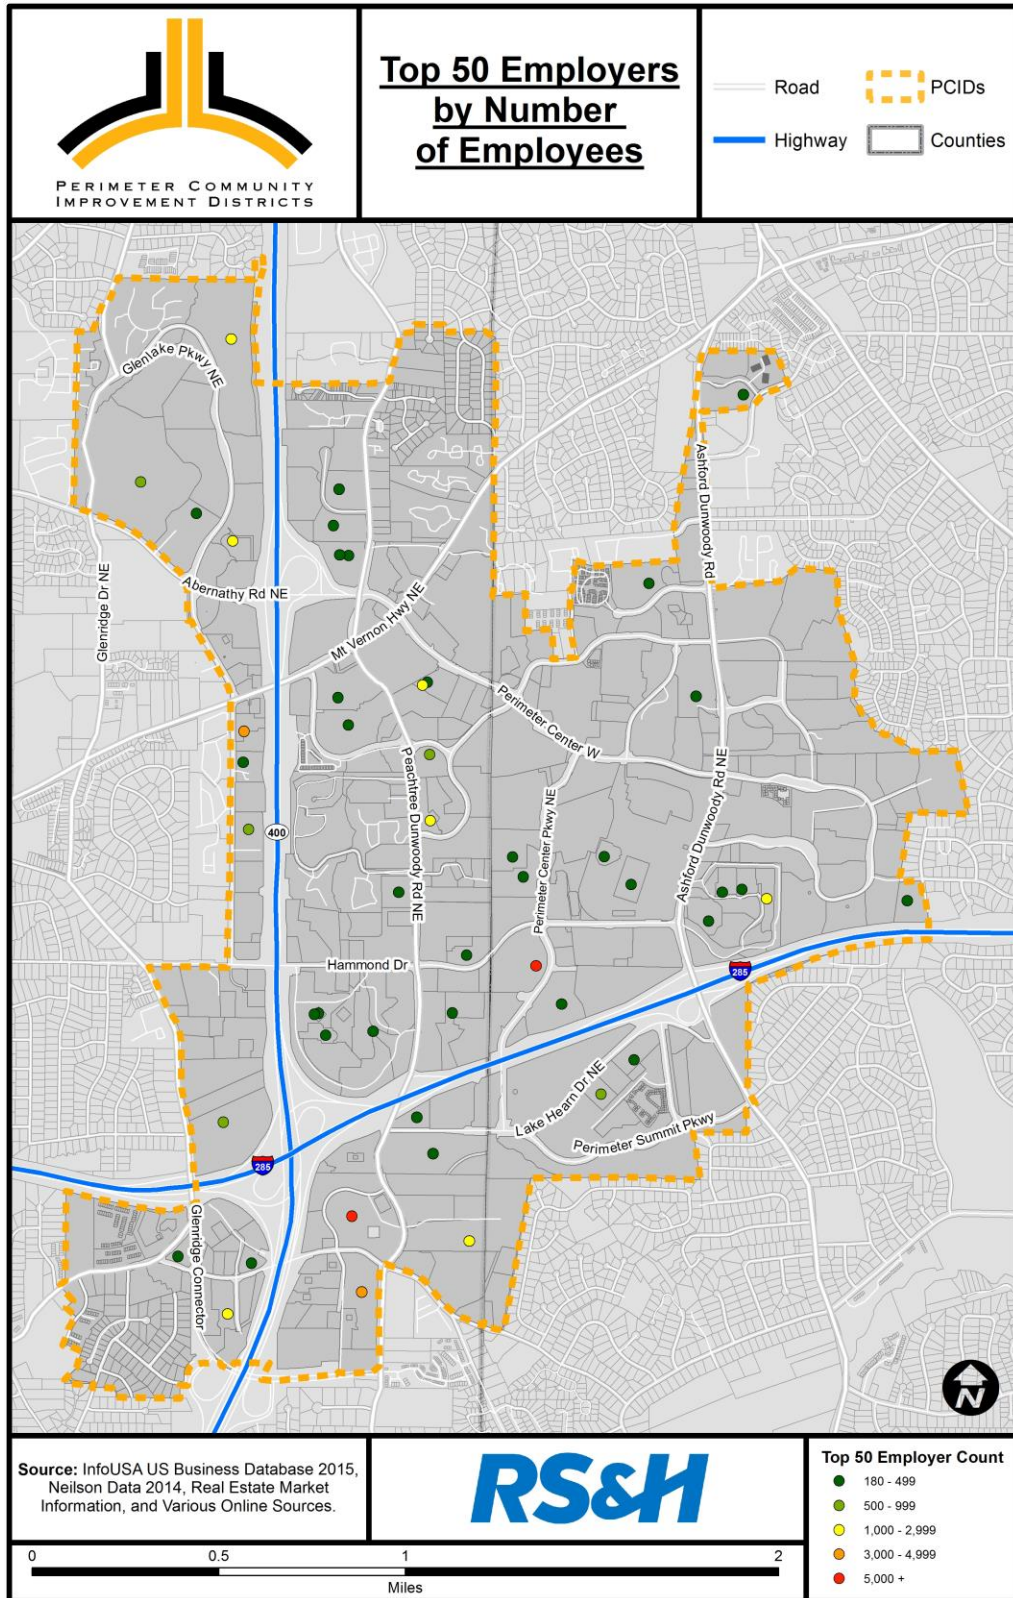 PERIMETER COMMUNITY
IMPROVEMENT DISTRICTS
Top 50 Employers
by Number
of Employees
Road
PCIDs
Highway
Counties
Glenlake Pkwy NE
Ashford Dunwoody Rd
Glenridge Dr NE
Abernathy Rd NE
Mt Vernon Hwy NE
Perimeter Center W
Peachtree Dunwoody Rd NE
Perimeter Center Pkwy NE
Ashford Dunwoody Rd NE
400
Hammond Dr
285
Lake Hearn Dr NE
Perimeter Summit Pkwy
285
Glenridge Connector
N
Source: InfoUSA US Business Database 2015,
Neilson Data 2014, Real Estate Market
Information, and Various Online Sources.
RS&H
Top 50 Employer Count
180 - 499
500 - 999
1,000 - 2,999
3,000 - 4,999
5,000 +
0
0.5
1
2
Miles